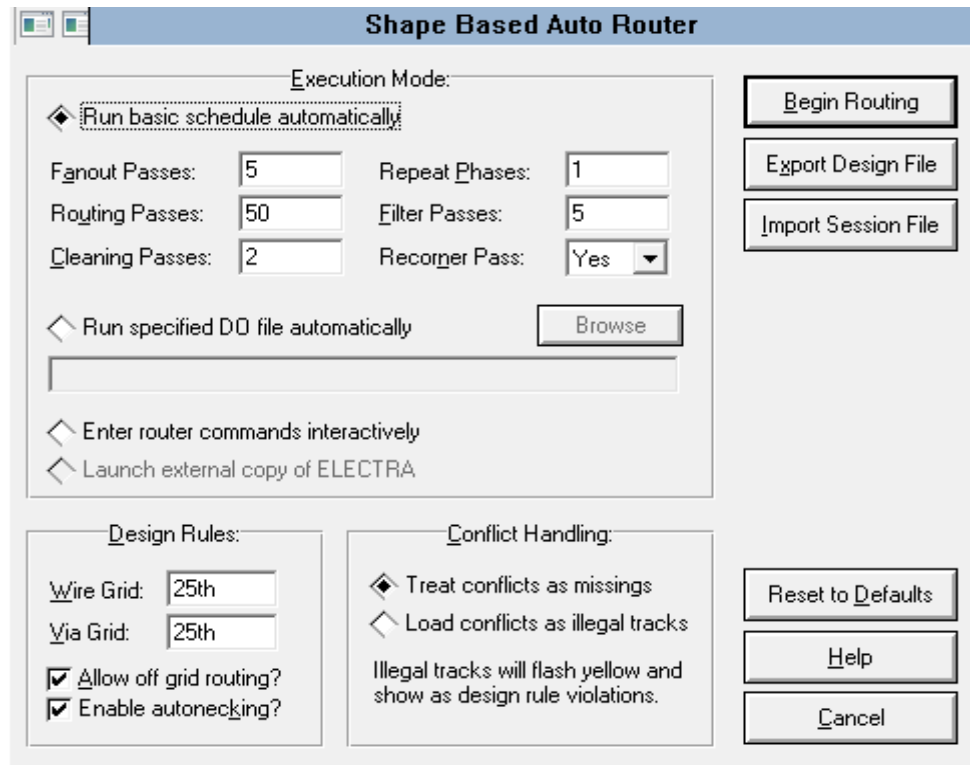 Shape Based Auto Router
Execution Mode:
Run basic schedule automatically
Fanout Passes: 5 Repeat Phases: 1
Routing Passes: 50 Filter Passes: 5
Cleaning Passes: 2 Recorner Pass: Yes
Run specified DO file automatically Browse
Enter router commands interactively
Launch external copy of ELECTRA
Begin Routing
Export Design File
Import Session File
Design Rules:
Wire Grid: 25th
Via Grid: 25th
Allow off grid routing?
Enable autonecking?
Conflict Handling:
Treat conflicts as missings
Load conflicts as illegal tracks
Illegal tracks will flash yellow and
show as design rule violations.
Reset to Defaults
Help
Cancel